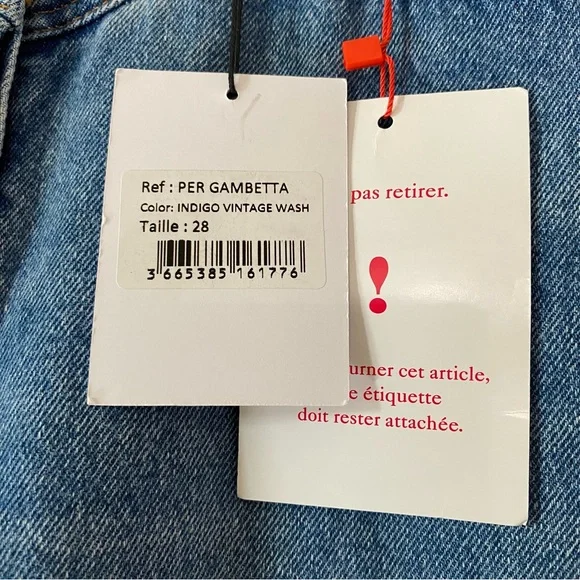 Ref : PER GAMBETTA
Color: INDIGO VINTAGE WASH
Taille : 28
3 665385 161776
pas retirer.
!
urner cet article,
e étiquette
doit rester attachée.